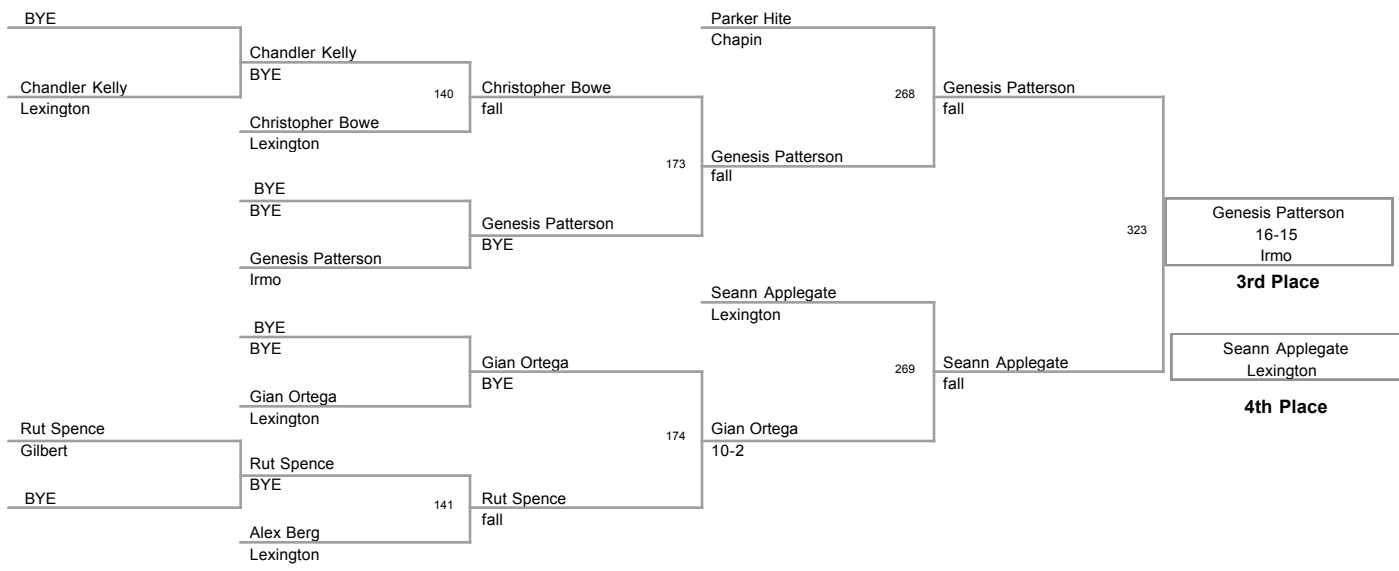 BYE
Chandler Kelly
Lexington
Chandler Kelly
BYE
140
Christopher Bowe
Lexington
Christopher Bowe
fall
BYE
BYE
Genesis Patterson
Irmo
Genesis Patterson
BYE
173
Parker Hite
Chapin
Genesis Patterson
fall
268
Genesis Patterson
fall
BYE
BYE
Gian Ortega
Lexington
Gian Ortega
BYE
Rut Spence
Gilbert
BYE
Rut Spence
BYE
141
Alex Berg
Lexington
Rut Spence
fall
174
Seann Applegate
Lexington
Gian Ortega
10-2
269
Seann Applegate
fall
323
Genesis Patterson
16-15
Irmo
3rd Place
Seann Applegate
Lexington
4th Place